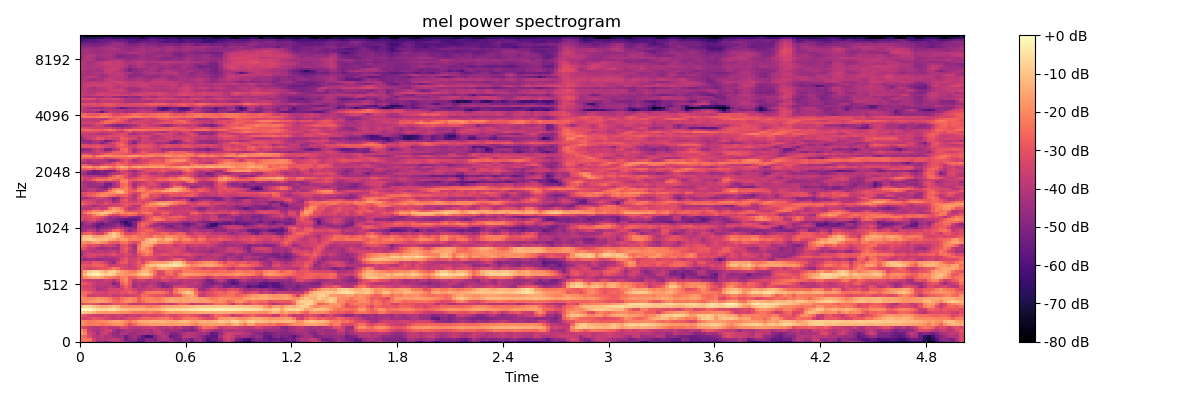 mel power spectrogram
Hz
8192
4096
2048
1024
512
0
0
0.6
1.2
1.8
2.4
3
3.6
4.2
4.8
Time
+0 dB
-10 dB
-20 dB
-30 dB
-40 dB
-50 dB
-60 dB
-70 dB
-80 dB